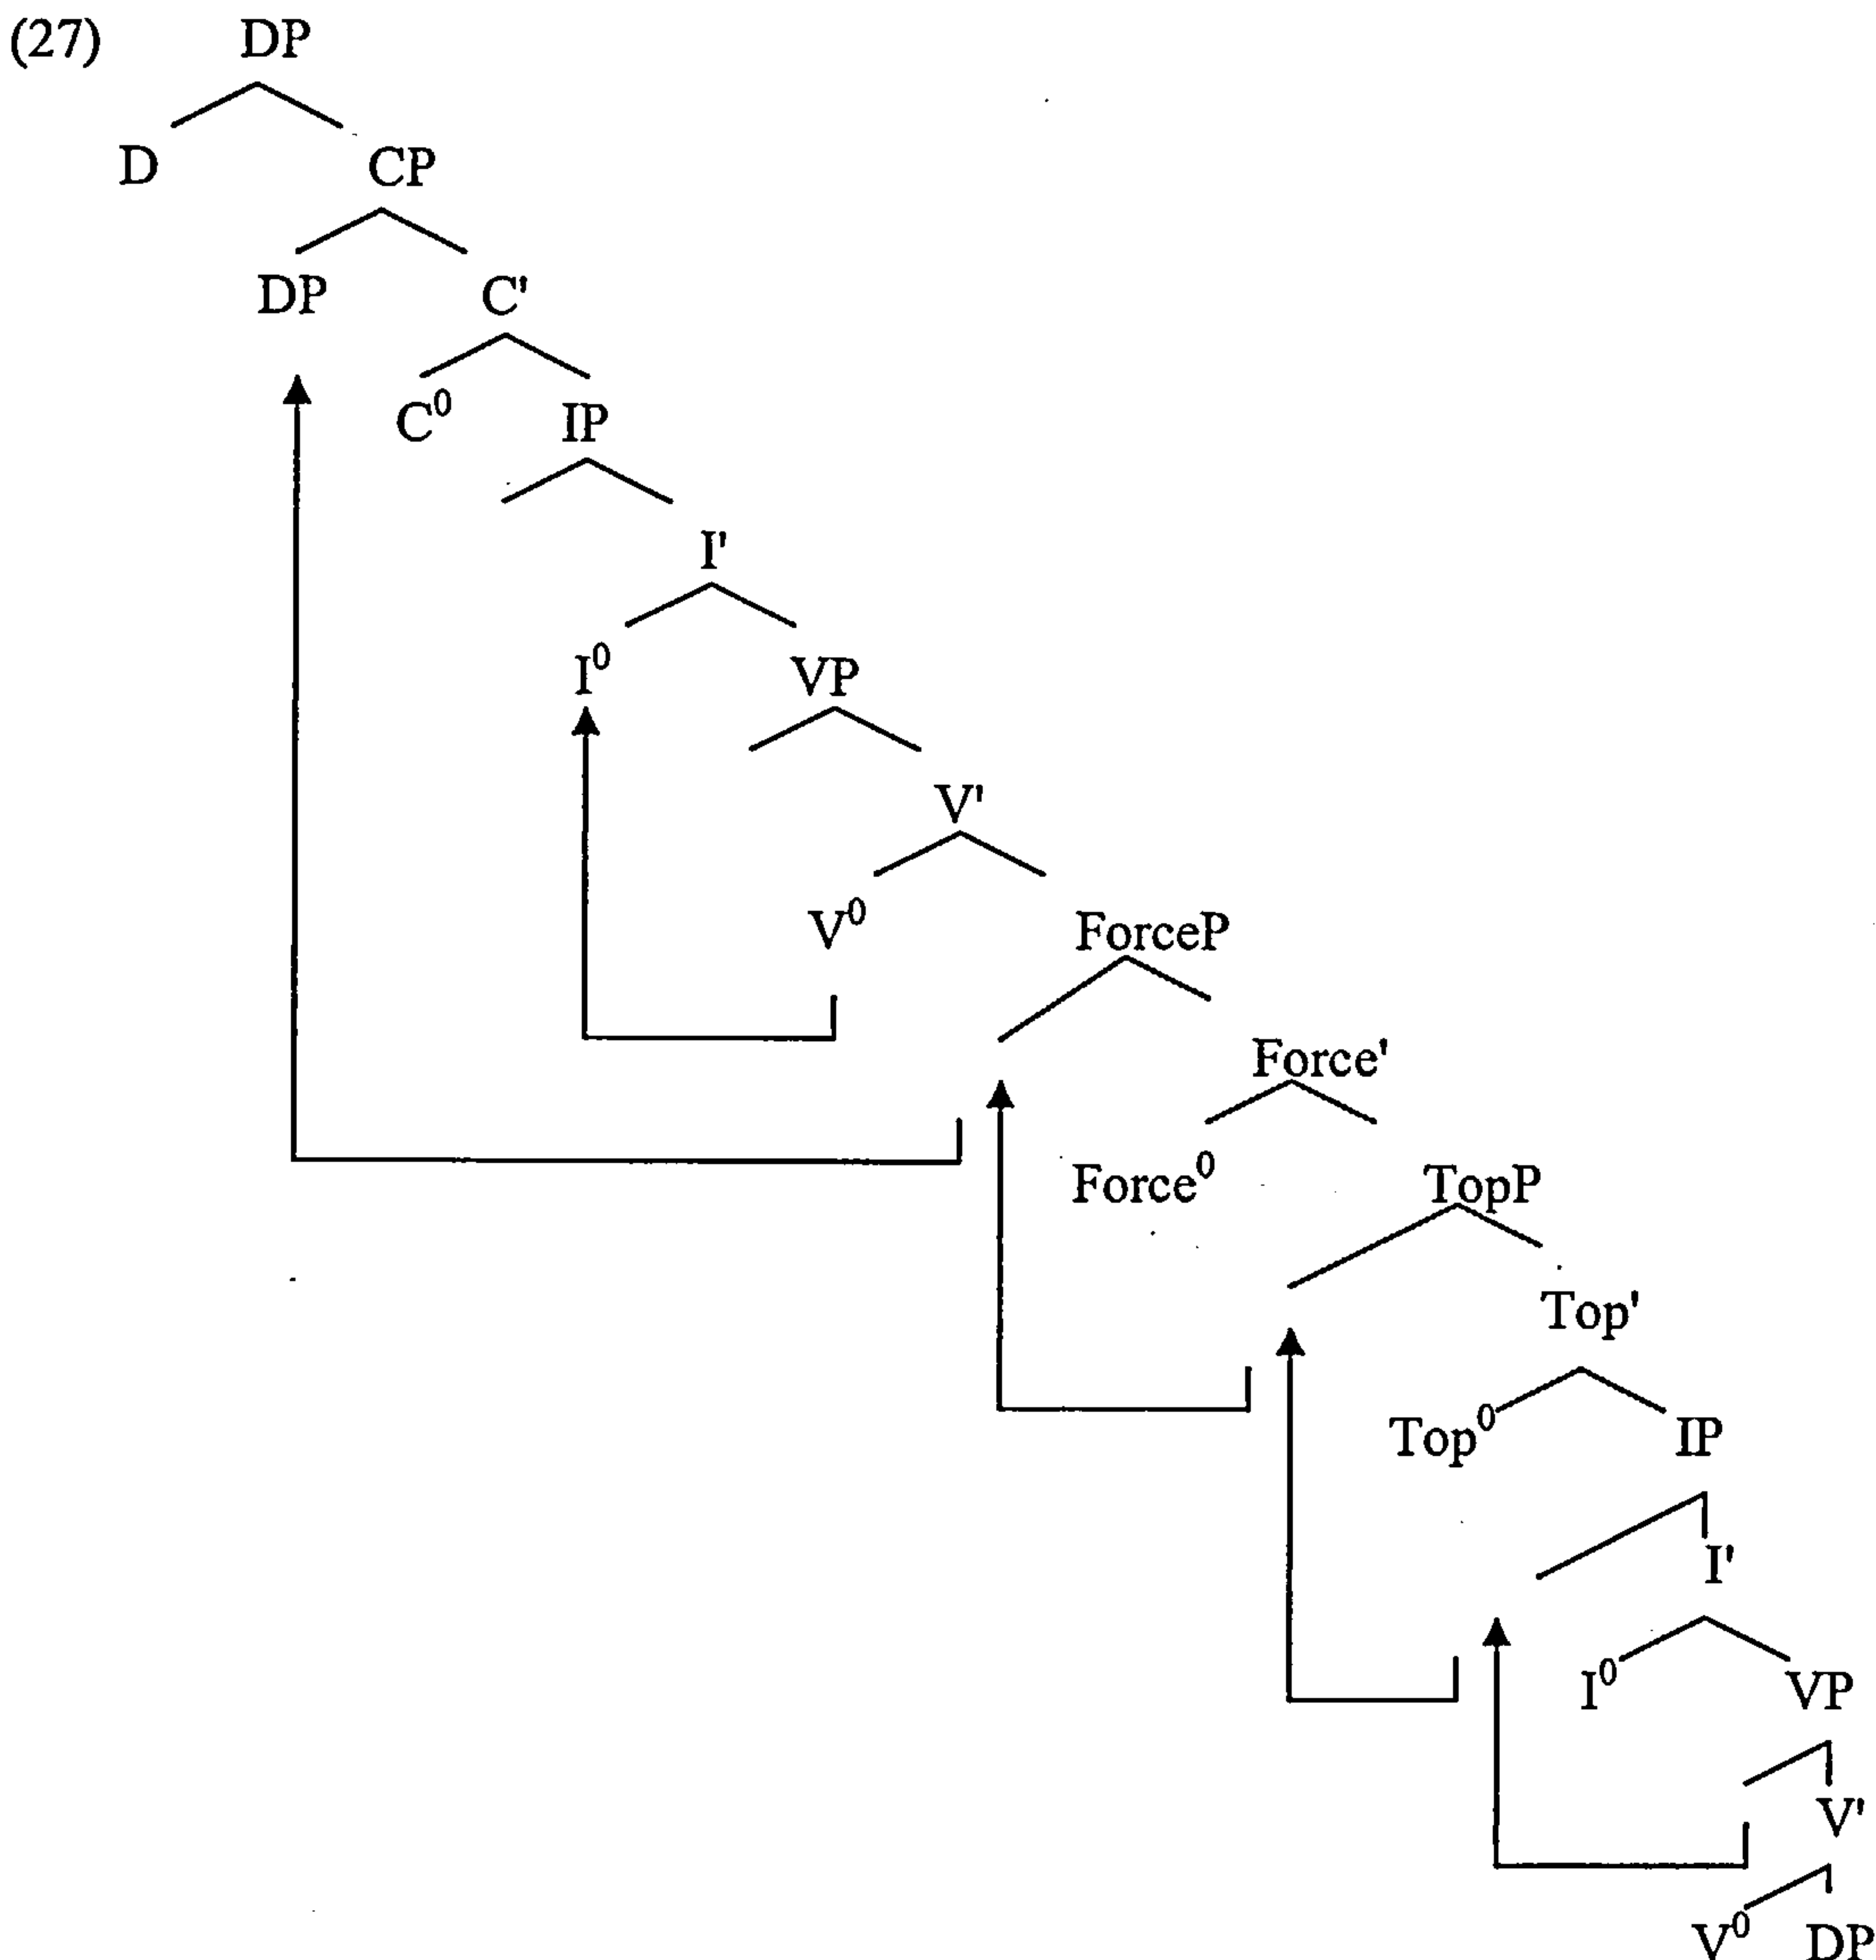 (27) DP
D CP
DP C'
C⁰ IP
I'
I⁰ VP
V'
V⁰ ForceP
Force'
Force⁰ TopP
Top'
Top⁰ IP
I'
I⁰ VP
V'
V⁰ DP